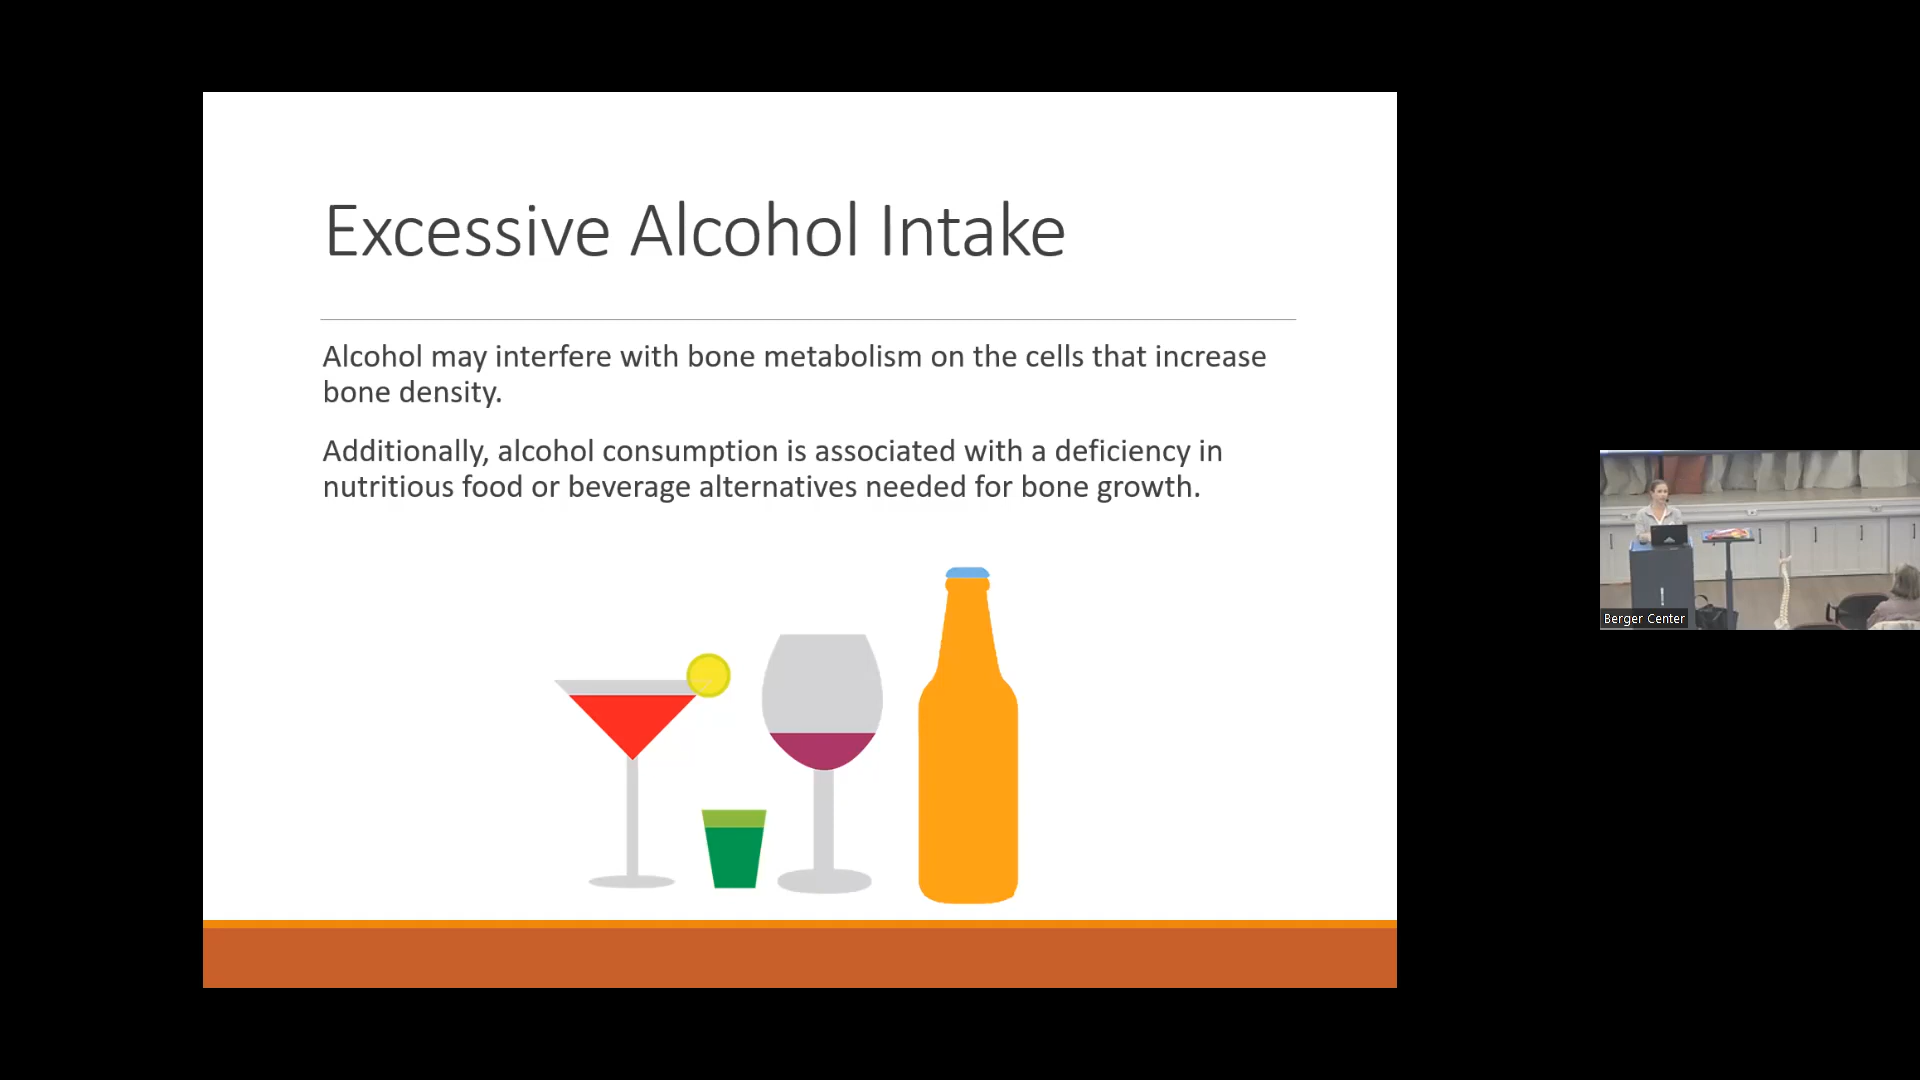 Excessive Alcohol Intake
Alcohol may interfere with bone metabolism on the cells that increase
bone density.
Additionally, alcohol consumption is associated with a deficiency in
nutritious food or beverage alternatives needed for bone growth.
Berger Center